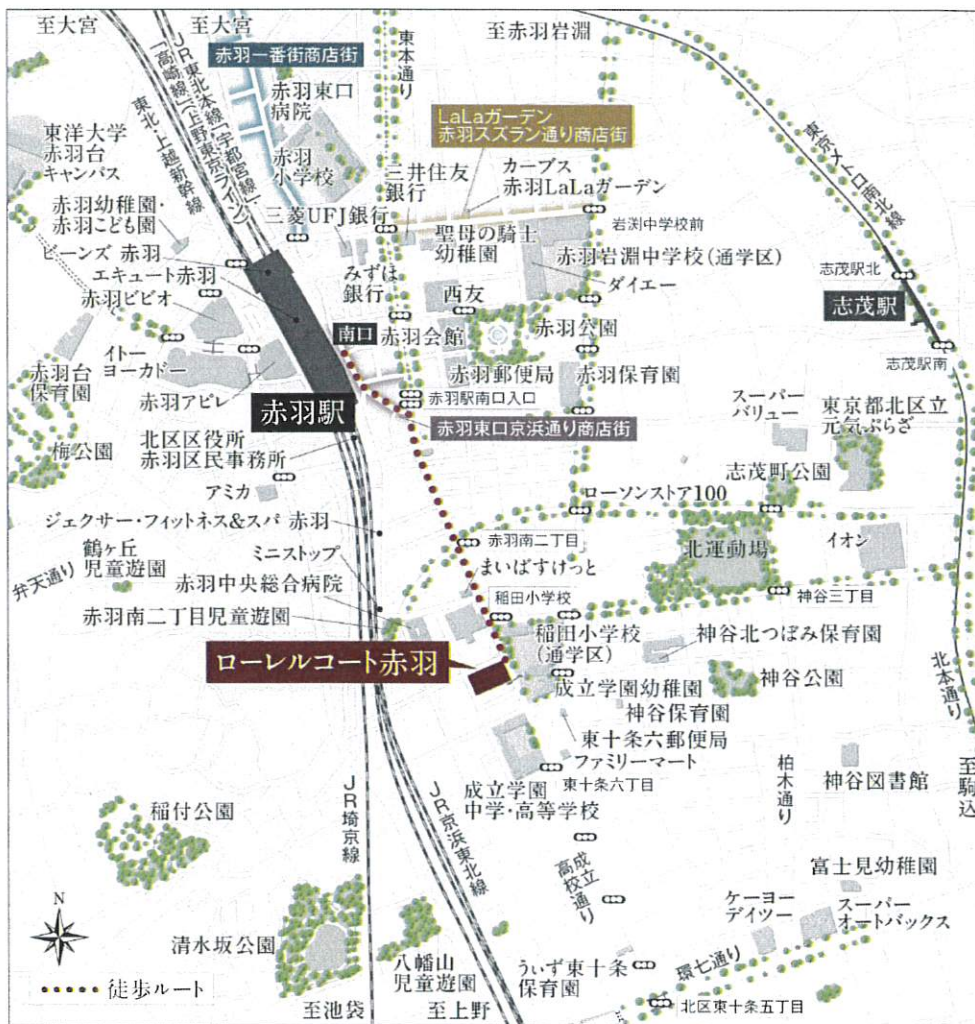 至大宮
至大宮
赤羽一番街商店街
東本通り
至赤羽岩淵
JR東北本線[宇都宮線]・
[高崎線](上野東京ライン)
東北・上越新幹線
赤羽東口
病院
LaLaガーデン
赤羽スズラン通り商店街
東京メトロ南北線
東洋大学
赤羽台
キャンパス
赤羽
小学校
三井住友
銀行
カーブス
赤羽LaLaガーデン
赤羽幼稚園・
赤羽こども園
三菱UFJ銀行
聖母の騎士
幼稚園
岩渕中学校前
ビーンズ 赤羽
赤羽岩淵中学校(通学区)
エキュート赤羽
みずほ
銀行
西友
ダイエー
志茂駅北
赤羽ビビオ
志茂駅
南口
赤羽会館
赤羽公園
イトー
ヨーカドー
志茂駅南
赤羽台
保育園
赤羽郵便局
赤羽保育園
赤羽アピレ
赤羽駅
赤羽駅南口入口
スーパー
バリュー
東京都北区立
元気ぷらざ
赤羽東口京浜通り商店街
梅公園
北区区役所
赤羽区民事務所
志茂町公園
アミカ
ローソンストア100
ジェクサー・フィットネス&スパ 赤羽
赤羽南二丁目
北運動場
イオン
弁天通り
鶴ヶ丘
児童遊園
ミニストップ
まいばすけっと
赤羽中央総合病院
稲田小学校
神谷三丁目
赤羽南二丁目児童遊園
稲田小学校
(通学区)
神谷北つぼみ保育園
ローレルコート赤羽
北本通り
成立学園幼稚園
神谷公園
神谷保育園
東十条六郵便局
ファミリーマート
東十条六丁目
柏木通り
神谷図書館
至駒込
成立学園
中学・高等学校
JR埼京線
JR京浜東北線
稲付公園
成立
高校通り
富士見幼稚園
ケーヨー
デイツー
スーパー
オートバックス
N
清水坂公園
八幡山
児童遊園
うぃず東十条
保育園
環七通り
徒歩ルート
至池袋
至上野
北区東十条五丁目